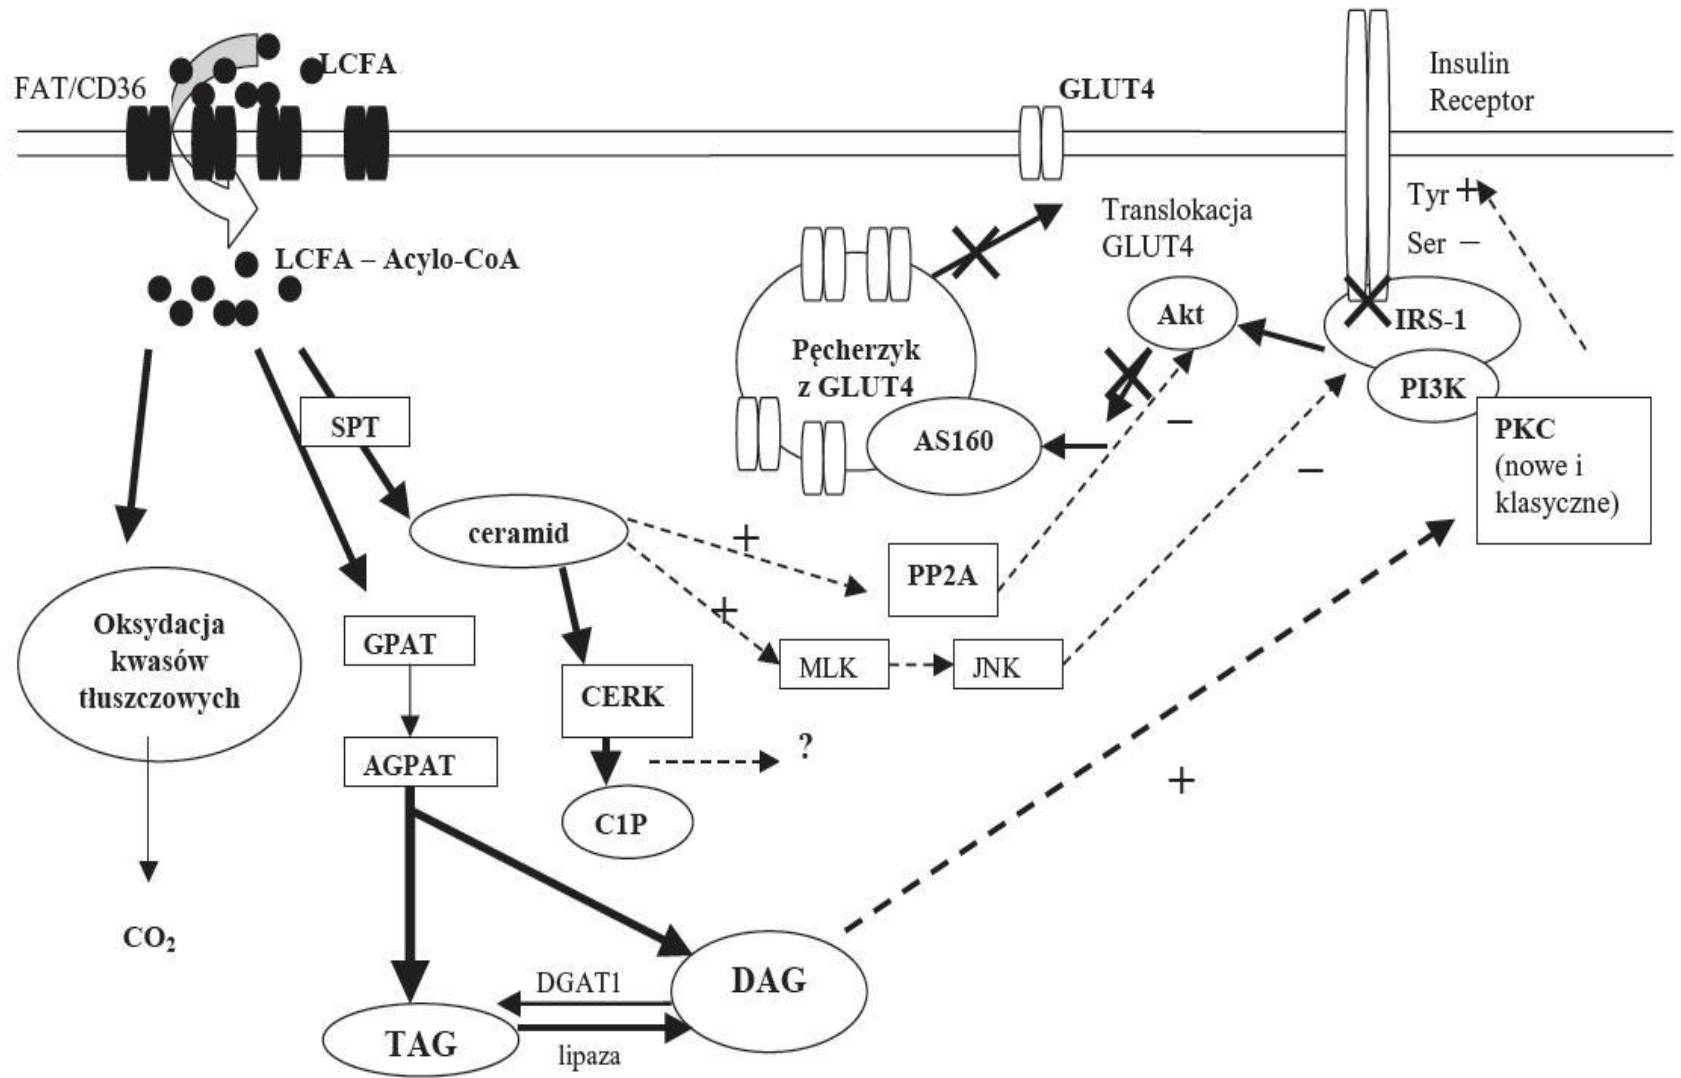 LCFA
FAT/CD36
GLUT4
Insulin
Receptor
Tyr +
Ser –
Translokacja
GLUT4
LCFA – Acylo-CoA
Akt
IRS-1
Pęcherzyk
z GLUT4
PI3K
SPT
–
AS160
PKC
(nowe i
klasyczne)
–
ceramid
+
PP2A
+
Oksydacja
kwasów
tłuszczowych
GPAT
MLK
JNK
CERK
?
AGPAT
+
C1P
CO₂
DGAT1
DAG
TAG
lipaza